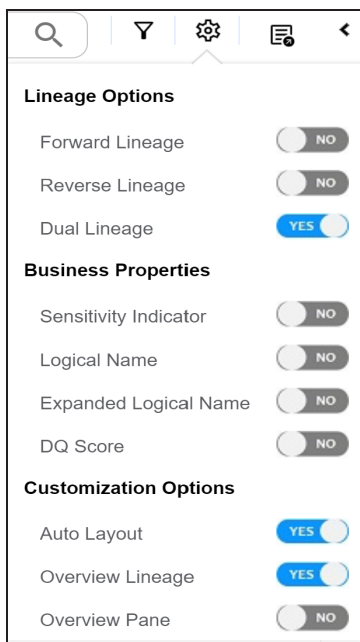 Lineage Options
Forward Lineage NO
Reverse Lineage NO
Dual Lineage YES
Business Properties
Sensitivity Indicator NO
Logical Name NO
Expanded Logical Name NO
DQ Score NO
Customization Options
Auto Layout YES
Overview Lineage YES
Overview Pane NO